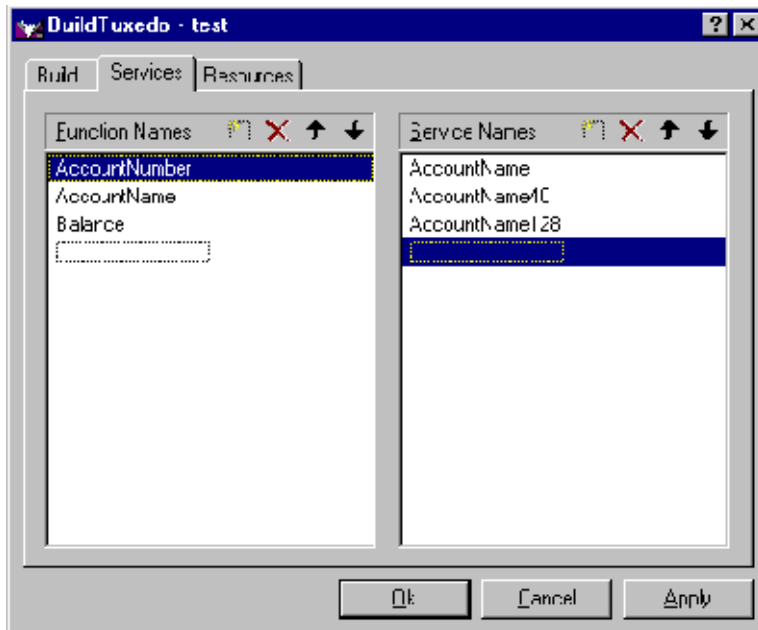 BuildTuxedo - test
Build Services Resources
Function Names
AccountNumber
AccountName
Balance
Service Names
AccountName
AccountName40
AccountName128
Ok Cancel Apply